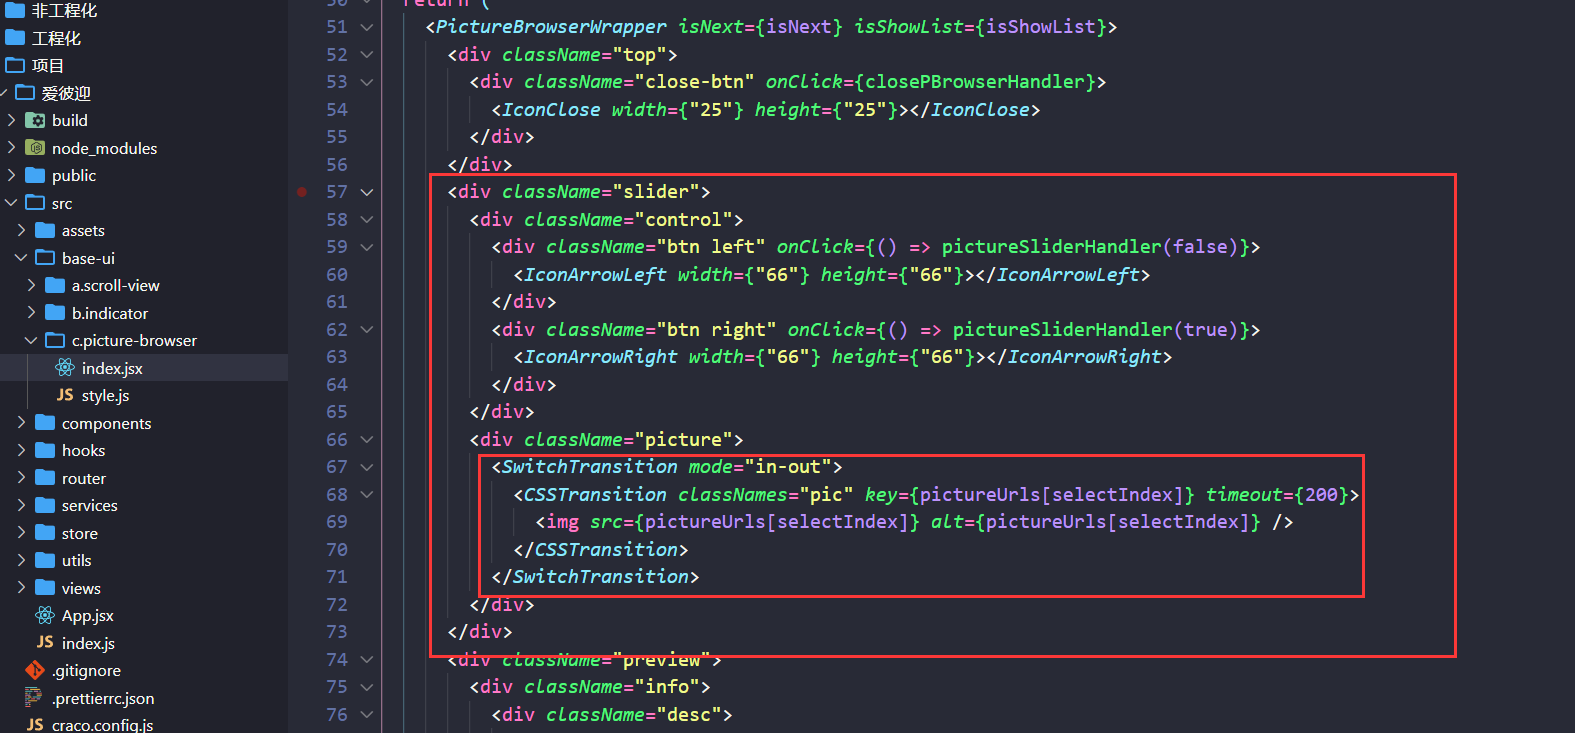 非工程化
工程化
项目
爱彼迎
build
node_modules
public
src
assets
base-ui
a.scroll-view
b.indicator
c.picture-browser
index.jsx
JS style.js
components
hooks
router
services
store
utils
views
App.jsx
JS index.js
.gitignore
.prettierrc.json
JS craco.config.js
50 return (
51 <PictureBrowserWrapper isNext={isNext} isShowList={isShowList}>
52 <div className="top">
53 <div className="close-btn" onClick={closePBrowserHandler}>
54 <IconClose width={"25"} height={"25"}></IconClose>
55 </div>
56 </div>
57 <div className="slider">
58 <div className="control">
59 <div className="btn left" onClick={() => pictureSliderHandler(false)}>
60 <IconArrowLeft width={"66"} height={"66"}></IconArrowLeft>
61 </div>
62 <div className="btn right" onClick={() => pictureSliderHandler(true)}>
63 <IconArrowRight width={"66"} height={"66"}></IconArrowRight>
64 </div>
65 </div>
66 <div className="picture">
67 <SwitchTransition mode="in-out">
68 <CSSTransition classNames="pic" key={pictureUrls[selectIndex]} timeout={200}>
69 <img src={pictureUrls[selectIndex]} alt={pictureUrls[selectIndex]} />
70 </CSSTransition>
71 </SwitchTransition>
72 </div>
73 </div>
74 <div className="preview">
75 <div className="info">
76 <div className="desc">